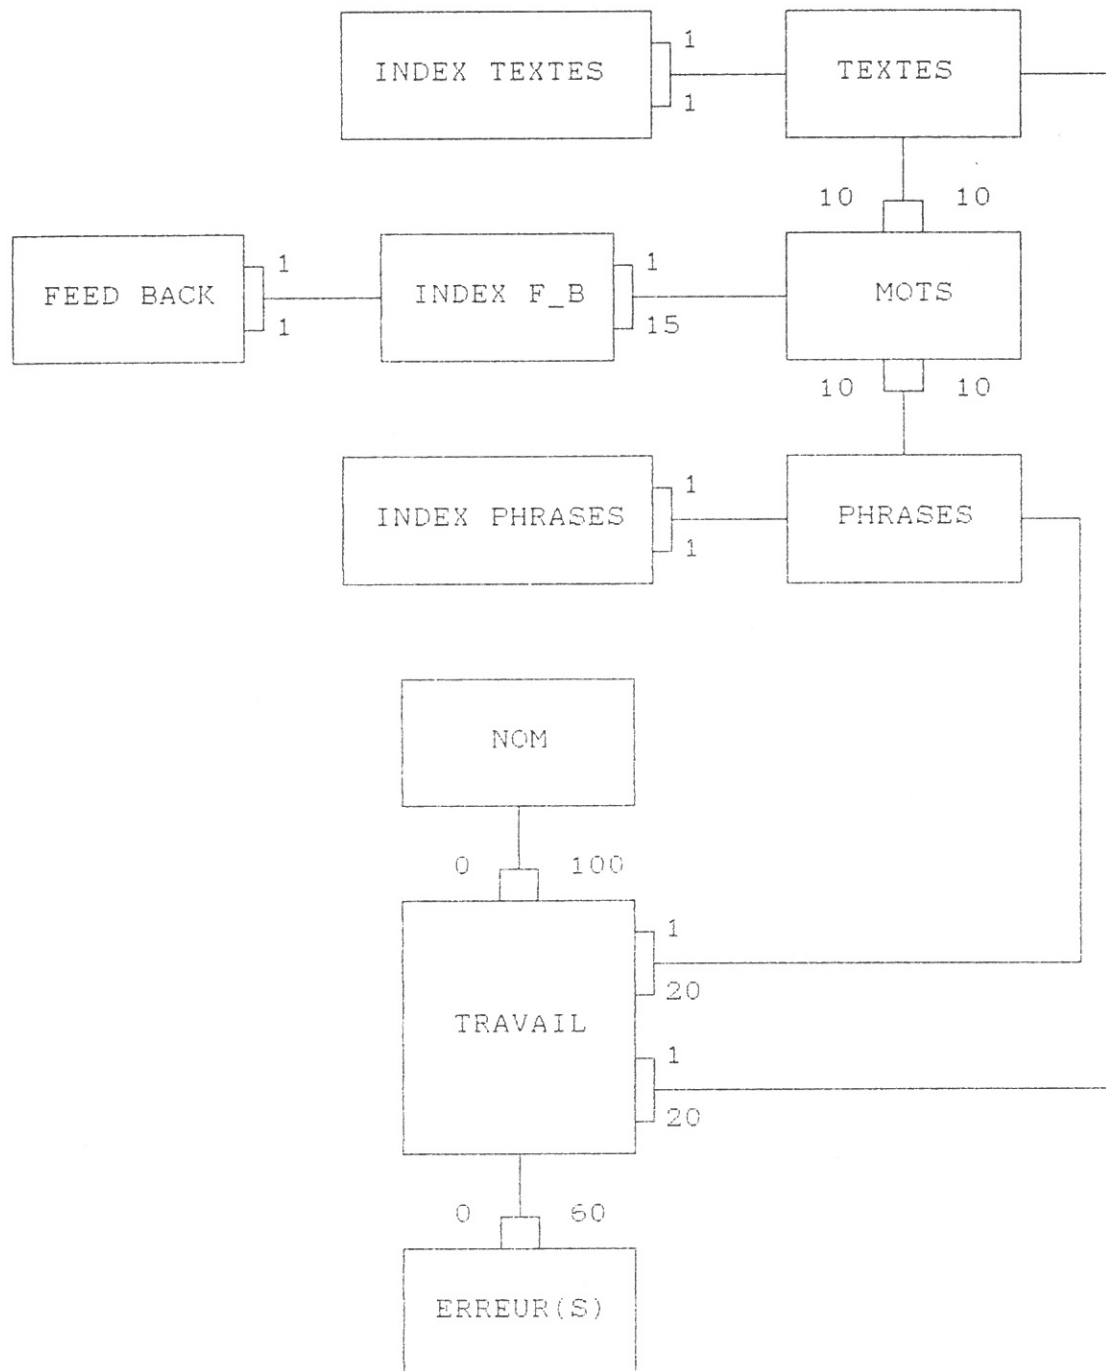 INDEX TEXTES
1
1
TEXTES
10 10
FEED BACK
1
1
INDEX F_B
1
15
MOTS
10 10
INDEX PHRASES
1
1
PHRASES
NOM
0 100
TRAVAIL
1
20
1
20
0 60
ERREUR(S)